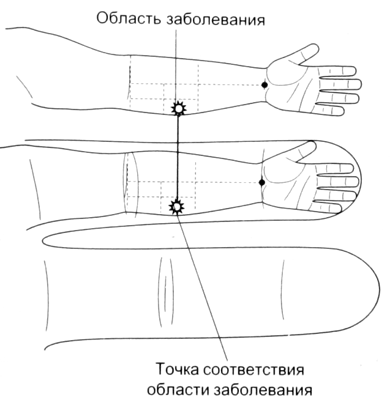 Область заболевания
Точка соответствия
области заболевания